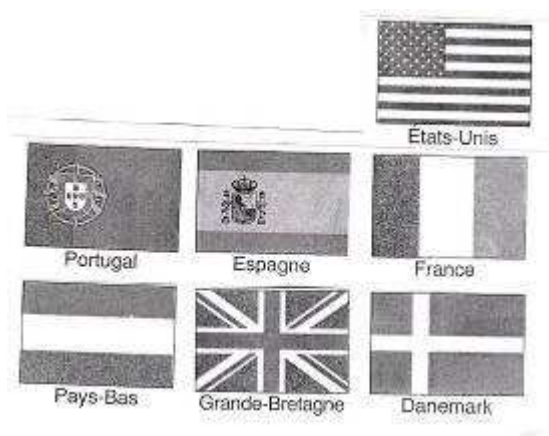 États-Unis
Portugal
Espagne
France
Pays-Bas
Grande-Bretagne
Danemark